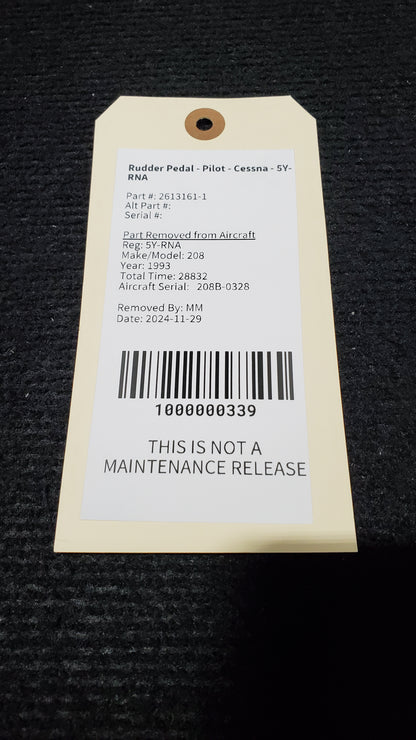 Rudder Pedal - Pilot - Cessna - 5Y-
RNA
Part #: 2613161-1
Alt Part #:
Serial #:
Part Removed from Aircraft
Reg: 5Y-RNA
Make/Model: 208
Year: 1993
Total Time: 28832
Aircraft Serial: 208B-0328
Removed By: MM
Date: 2024-11-29
1000000339
THIS IS NOT A
MAINTENANCE RELEASE